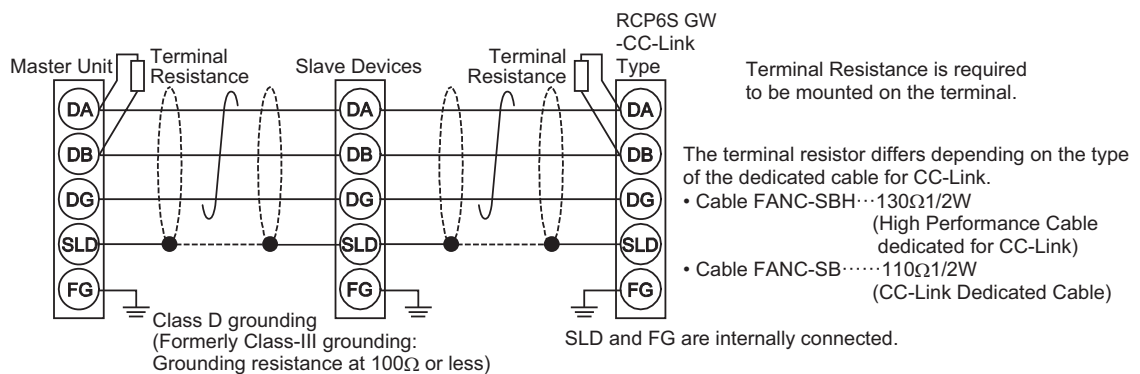 RCP6S GW
-CC-Link
Type
Master Unit
Terminal
Resistance
Slave Devices
Terminal
Resistance
Terminal Resistance is required
to be mounted on the terminal.
DA
DA
DA
DB
DB
DB
DG
DG
DG
SLD
SLD
SLD
FG
FG
FG
The terminal resistor differs depending on the type
of the dedicated cable for CC-Link.
• Cable FANC-SBH···130Ω1/2W
(High Performance Cable
dedicated for CC-Link)
• Cable FANC-SB······110Ω1/2W
(CC-Link Dedicated Cable)
Class D grounding
(Formerly Class-III grounding:
Grounding resistance at 100Ω or less)
SLD and FG are internally connected.